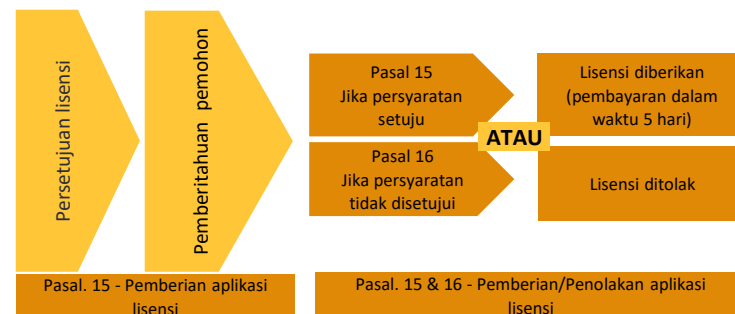 Persetujuan lisensi
Pemberitahuan pemohon
Pasal 15
Jika persyaratan
setuju
Lisensi diberikan
(pembayaran dalam
waktu 5 hari)
ATAU
Pasal 16
Jika persyaratan
tidak disetujui
Lisensi ditolak
Pasal. 15 - Pemberian aplikasi
lisensi
Pasal. 15 & 16 - Pemberian/Penolakan aplikasi
lisensi